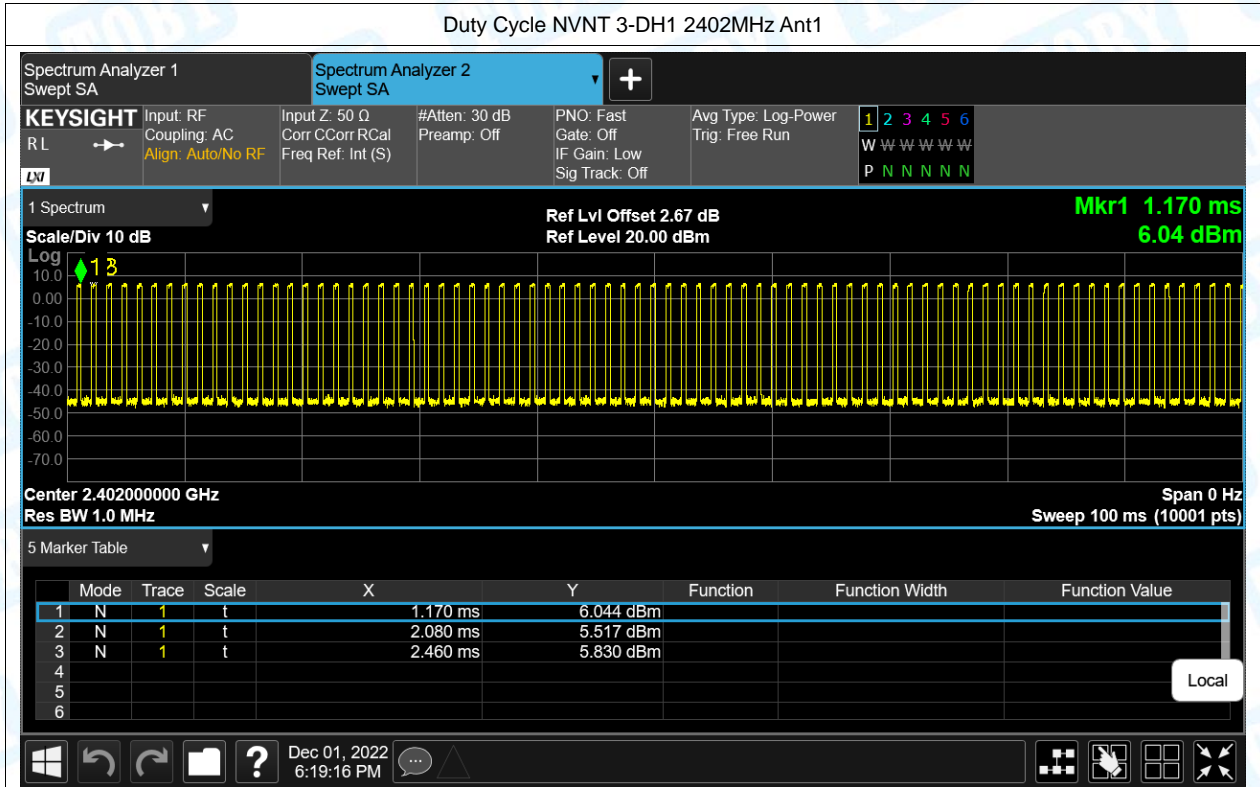 Duty Cycle NVNT 3-DH1 2402MHz Ant1
Spectrum Analyzer 1
Swept SA
Spectrum Analyzer 2
Swept SA
KEYSIGHT
R L
LXI
Input: RF
Coupling: AC
Align: Auto/No RF
Input Z: 50 Ω
Corr CCorr RCal
Freq Ref: Int (S)
#Atten: 30 dB
Preamp: Off
PNO: Fast
Gate: Off
IF Gain: Low
Sig Track: Off
Avg Type: Log-Power
Trig: Free Run
1 2 3 4 5 6
W W W W W W
P N N N N N
1 Spectrum
Scale/Div 10 dB
Ref Lvl Offset 2.67 dB
Ref Level 20.00 dBm
Mkr1 1.170 ms
6.04 dBm
Log
10.0
0.00
-10.0
-20.0
-30.0
-40.0
-50.0
-60.0
-70.0
Center 2.402000000 GHz
Res BW 1.0 MHz
Span 0 Hz
Sweep 100 ms (10001 pts)
5 Marker Table
Mode Trace Scale X Y Function Function Width Function Value
1 N 1 t 1.170 ms 6.044 dBm
2 N 1 t 2.080 ms 5.517 dBm
3 N 1 t 2.460 ms 5.830 dBm
4
5
6
Local
?
Dec 01, 2022
6:19:16 PM